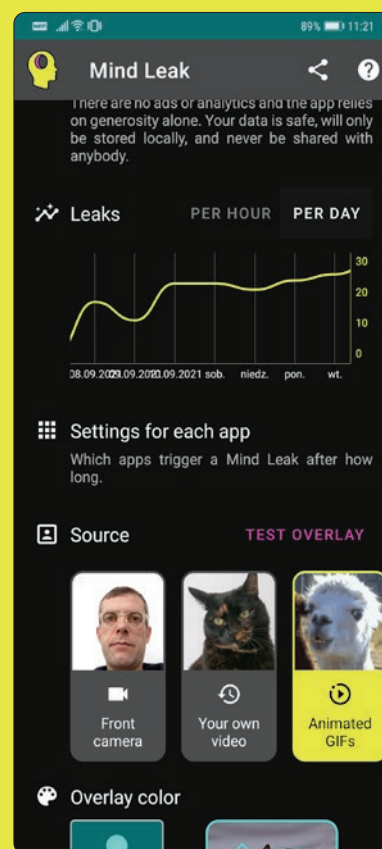 89% 11:21
Mind Leak
There are no ads or analytics and the app relies
on generosity alone. Your data is safe, will only
be stored locally, and never be shared with
anybody.
Leaks PER HOUR PER DAY
30
20
10
0
08.09.2021 sob. niedz. pon. wt.
Settings for each app
Which apps trigger a Mind Leak after how
long.
Source TEST OVERLAY
Front
camera
Your own
video
Animated
GIFs
Overlay color